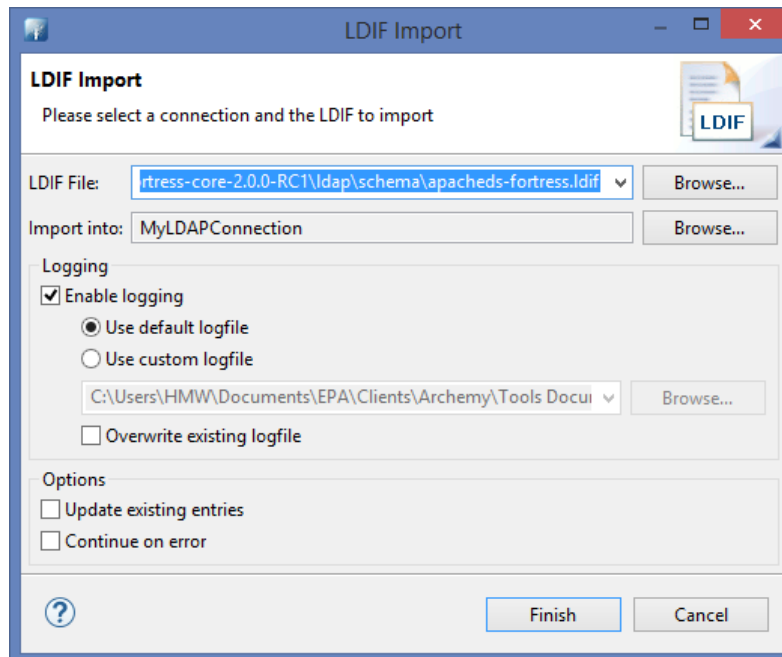 LDIF Import
LDIF Import
Please select a connection and the LDIF to import
LDIF
LDIF File: rtress-core-2.0.0-RC1\ldap\schema\apacheds-fortress.ldif Browse...
Import into: MyLDAPConnection Browse...
Logging
Enable logging
Use default logfile
Use custom logfile
C:\Users\HMW\Documents\EPA\Clients\Archemy\Tools Docu Browse...
Overwrite existing logfile
Options
Update existing entries
Continue on error
? Finish Cancel